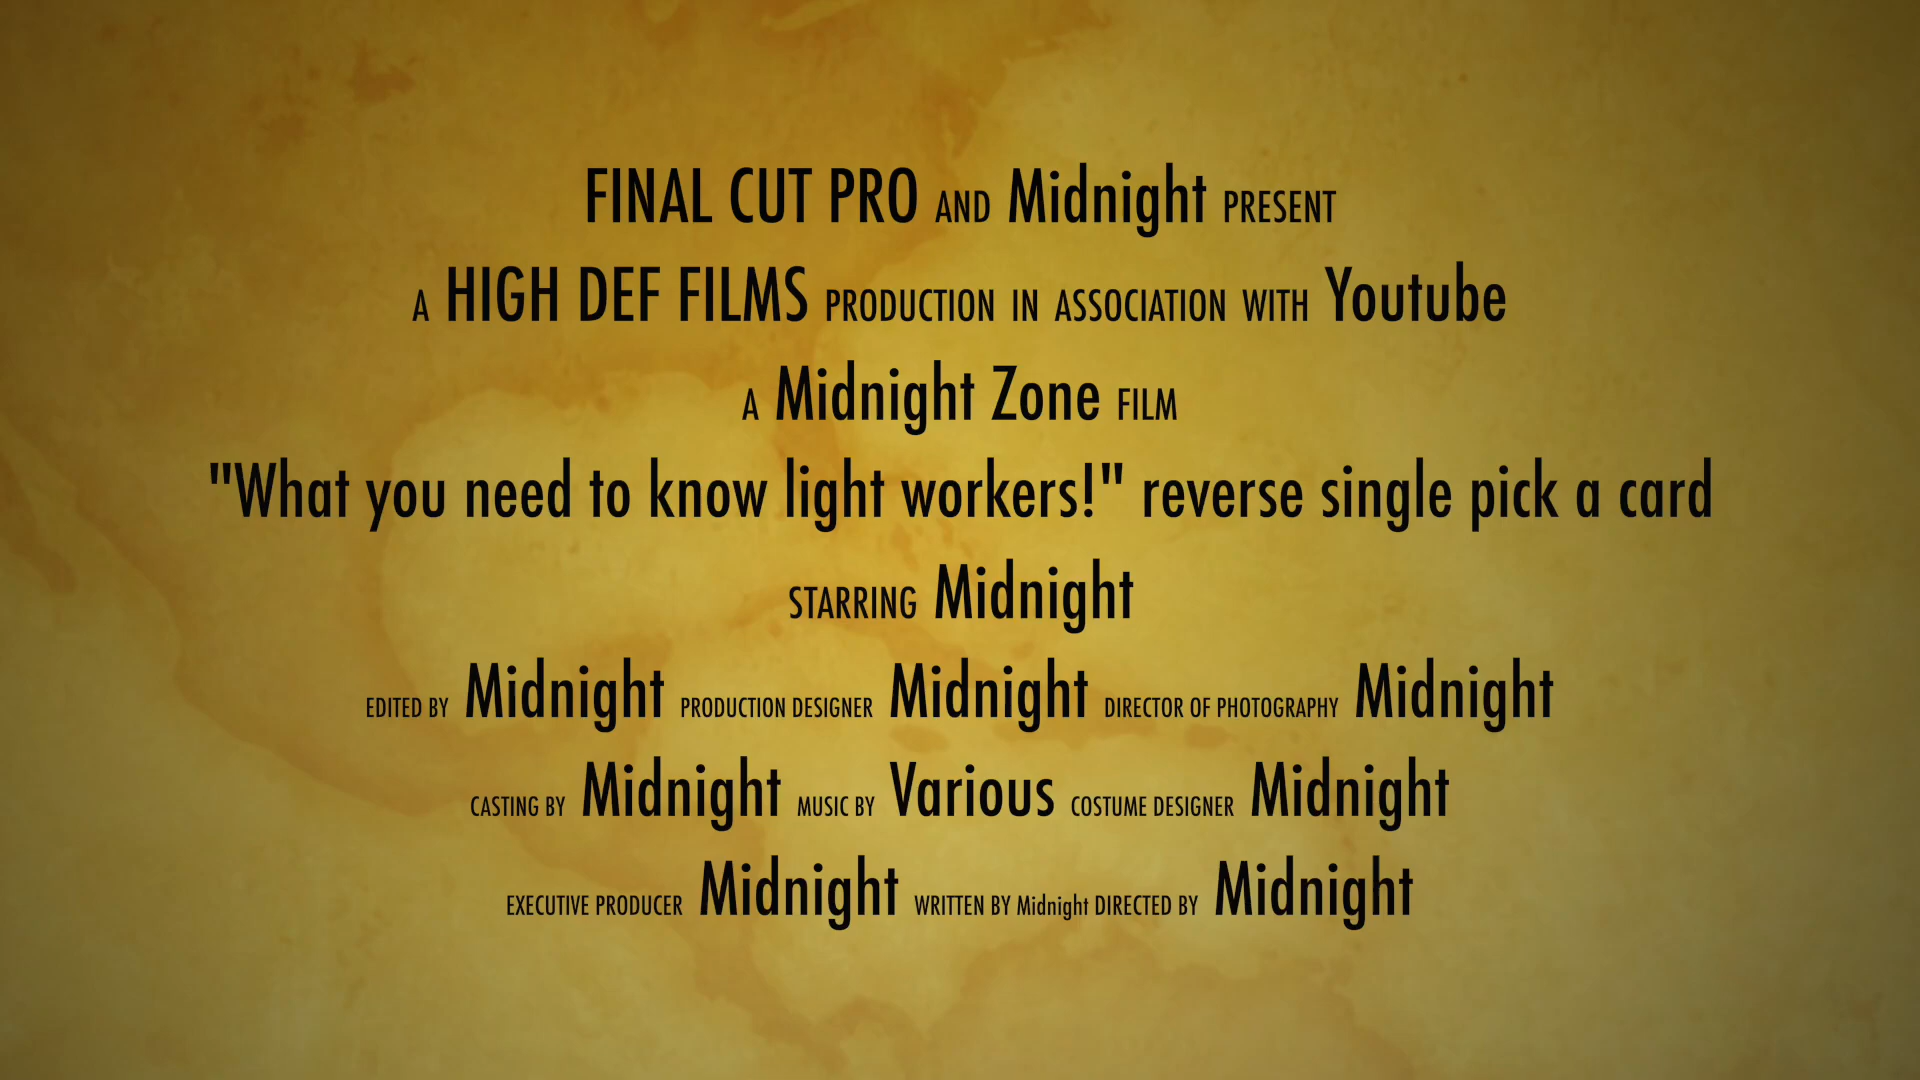 FINAL CUT PRO AND Midnight PRESENT
A HIGH DEF FILMS PRODUCTION IN ASSOCIATION WITH Youtube
A Midnight Zone FILM
"What you need to know light workers!" reverse single pick a card
STARRING Midnight
EDITED BY Midnight PRODUCTION DESIGNER Midnight DIRECTOR OF PHOTOGRAPHY Midnight
CASTING BY Midnight MUSIC BY Various COSTUME DESIGNER Midnight
EXECUTIVE PRODUCER Midnight WRITTEN BY Midnight DIRECTED BY Midnight